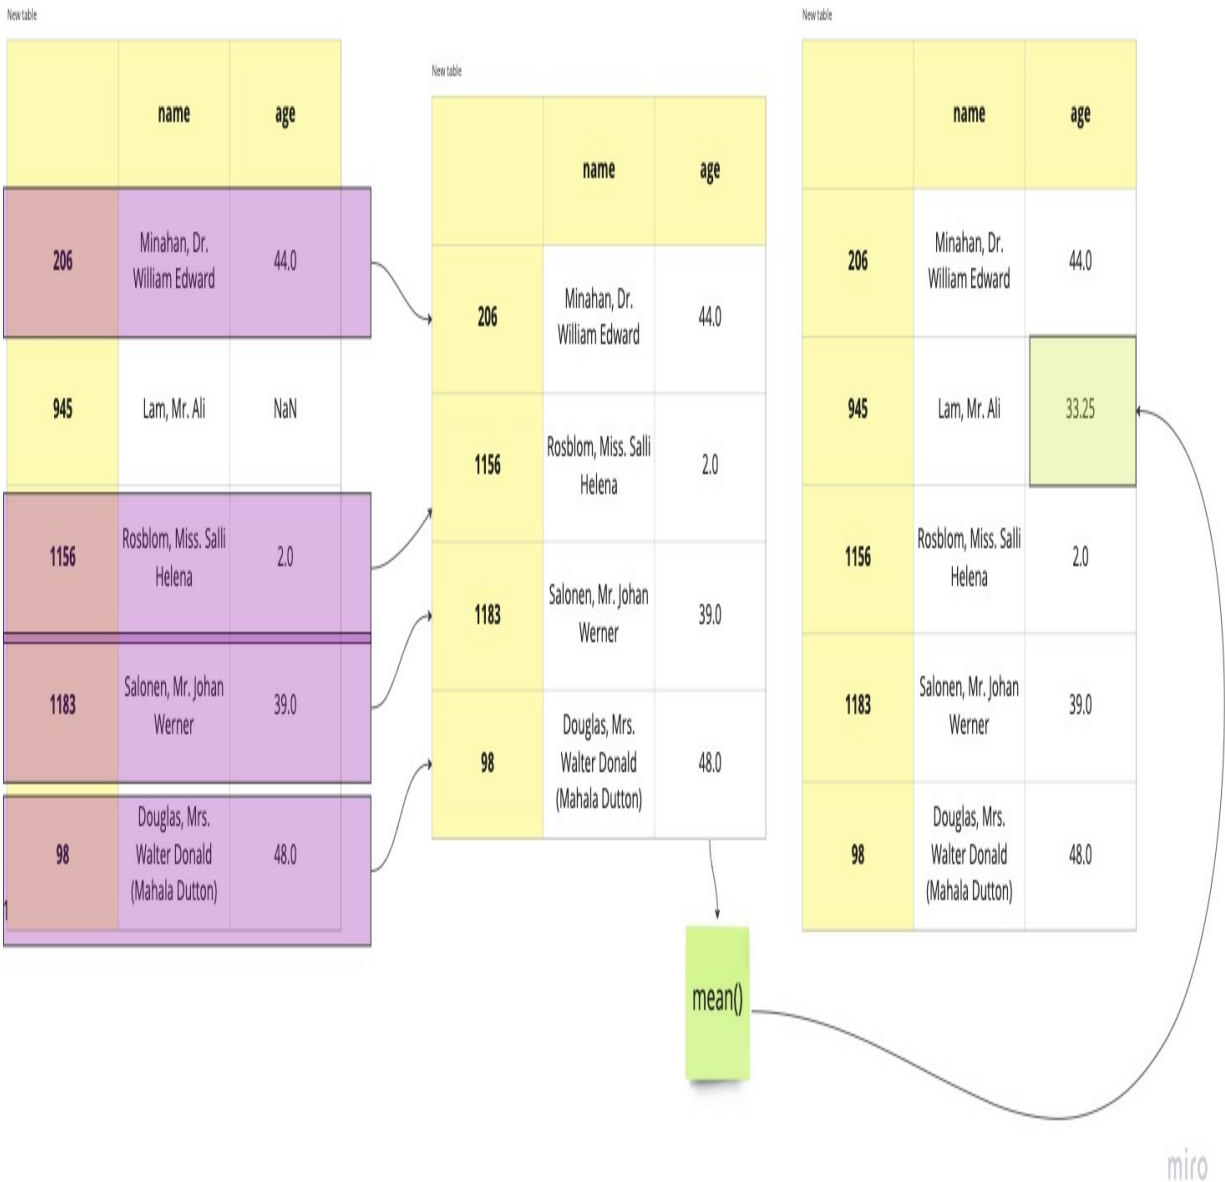 New table
name
age
206
Minahan, Dr.
William Edward
44.0
945
Lam, Mr. Ali
NaN
1156
Rosblom, Miss. Salli
Helena
2.0
1183
Salonen, Mr. Johan
Werner
39.0
98
Douglas, Mrs.
Walter Donald
(Mahala Dutton)
48.0
1
New table
name
age
206
Minahan, Dr.
William Edward
44.0
1156
Rosblom, Miss. Salli
Helena
2.0
1183
Salonen, Mr. Johan
Werner
39.0
98
Douglas, Mrs.
Walter Donald
(Mahala Dutton)
48.0
mean()
New table
name
age
206
Minahan, Dr.
William Edward
44.0
945
Lam, Mr. Ali
33.25
1156
Rosblom, Miss. Salli
Helena
2.0
1183
Salonen, Mr. Johan
Werner
39.0
98
Douglas, Mrs.
Walter Donald
(Mahala Dutton)
48.0
miro